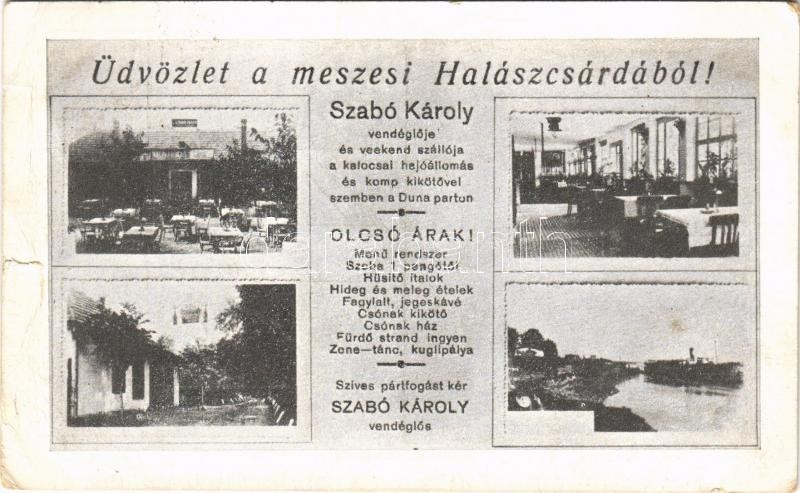 Üdvözlet a meszesi Halászcsárdából!
Szabó Károly
vendéglője
és veekend szállója
a kalocsai hajóállomás
és komp kikötővel
szemben a Duna parton
OLCSÓ ÁRAK!
Menü rendszer
Szoba 1 pengőtől
Hüsitő italok
Hideg és meleg ételek
Fagylalt, jegeskávé
Csónak kikötő
Csónak ház
Fürdő strand ingyen
Zene—tánc, kuglipálya
Szives pártfogást kér
SZABÓ KÁROLY
vendéglős